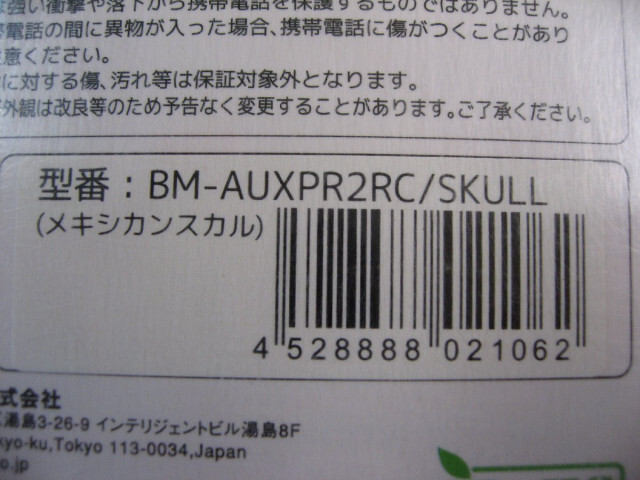 は強い衝撃や落下から携帯電話を保護するものではありません。
電話の間に異物が入った場合、携帯電話に傷がつくことがあり
意ください。
に対する傷、汚れ等は保証対象外となります。
外観は改良等のため予告なく変更することがあります。ご了承ください。
型番：BM-AUXPR2RC/SKULL
(メキシカンスカル)
4 528888 021062
式会社
湯島3-26-9 インテリジェントビル湯島8F
kyo-ku,Tokyo 113-0034,Japan
o.jp